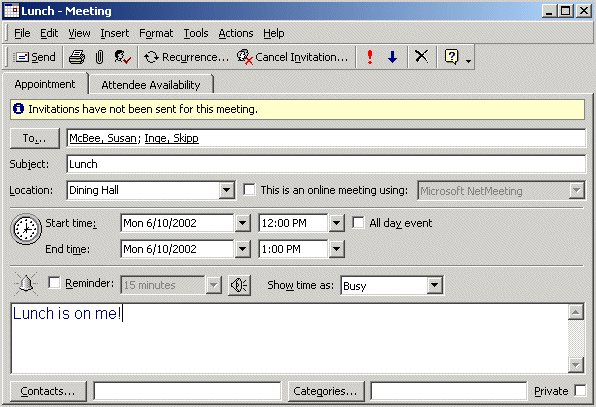 Lunch - Meeting
File Edit View Insert Format Tools Actions Help
Send Recurrence... Cancel Invitation...
Appointment Attendee Availability
Invitations have not been sent for this meeting.
To... McBee, Susan; Inge, Skipp
Subject: Lunch
Location: Dining Hall This is an online meeting using: Microsoft NetMeeting
Start time: Mon 6/10/2002 12:00 PM All day event
End time: Mon 6/10/2002 1:00 PM
Reminder: 15 minutes Show time as: Busy
Lunch is on me!
Contacts... Categories... Private